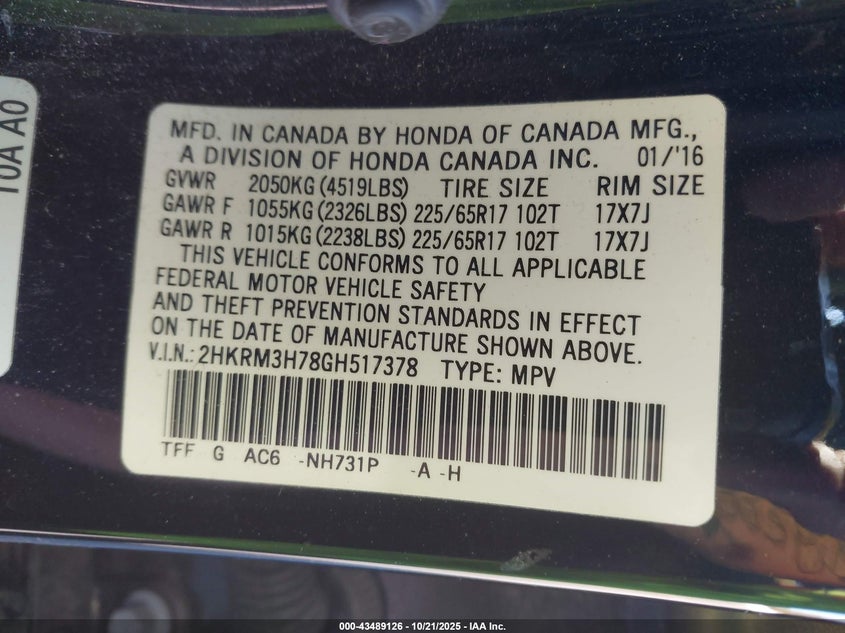 10A A0
MFD. IN CANADA BY HONDA OF CANADA MFG.,
A DIVISION OF HONDA CANADA INC. 01/'16
GVWR 2050KG (4519LBS) TIRE SIZE RIM SIZE
GAWR F 1055KG (2326LBS) 225/65R17 102T 17X7J
GAWR R 1015KG (2238LBS) 225/65R17 102T 17X7J
THIS VEHICLE CONFORMS TO ALL APPLICABLE
FEDERAL MOTOR VEHICLE SAFETY
AND THEFT PREVENTION STANDARDS IN EFFECT
ON THE DATE OF MANUFACTURE SHOWN ABOVE.
V.I.N.: 2HKRM3H78GH517378 TYPE: MPV
TFF G AC6 -NH731P -A -H
000-43489126 - 10/21/2025 - IAA Inc.